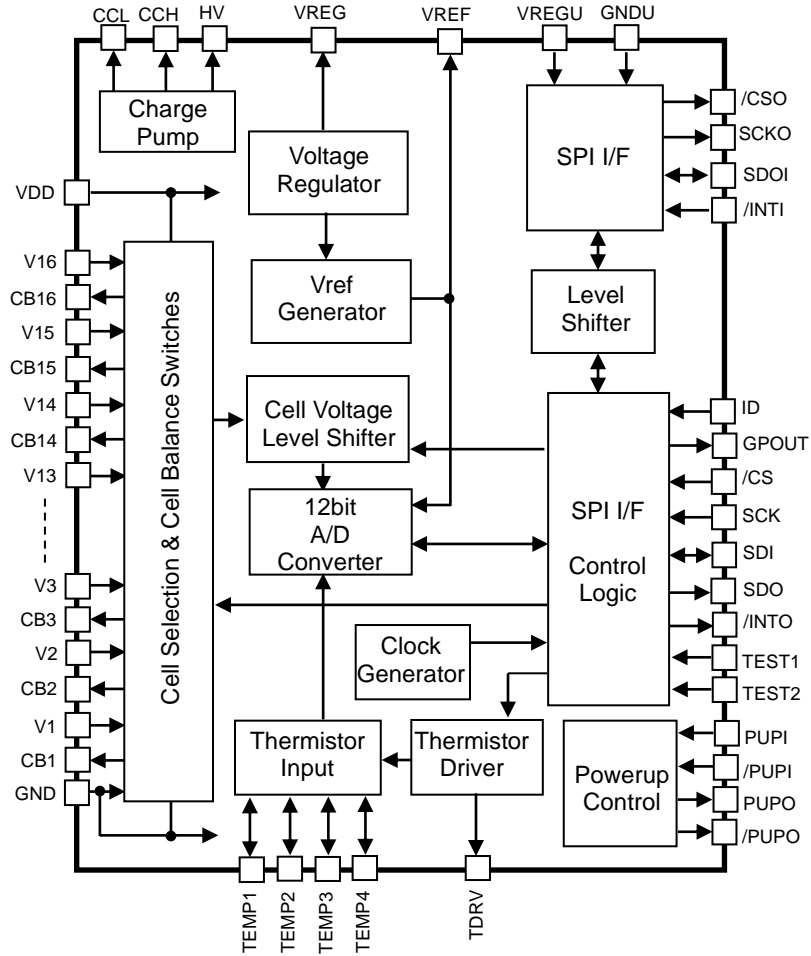 CCL
CCH
HV
VREG
VREF
VREGU
GNDU
Charge
Pump
Voltage
Regulator
SPI I/F
/CSO
SCKO
SDOI
/INTI
VDD
Vref
Generator
Level
Shifter
V16
CB16
V15
CB15
V14
CB14
V13
V3
CB3
V2
CB2
V1
CB1
GND
Cell Selection & Cell Balance Switches
Cell Voltage
Level Shifter
12bit
A/D
Converter
SPI I/F
Control
Logic
ID
GPOUT
/CS
SCK
SDI
SDO
/INTO
TEST1
TEST2
Clock
Generator
Thermistor
Input
Thermistor
Driver
Powerup
Control
PUPI
/PUPI
PUPO
/PUPO
TEMP1
TEMP2
TEMP3
TEMP4
TDRV